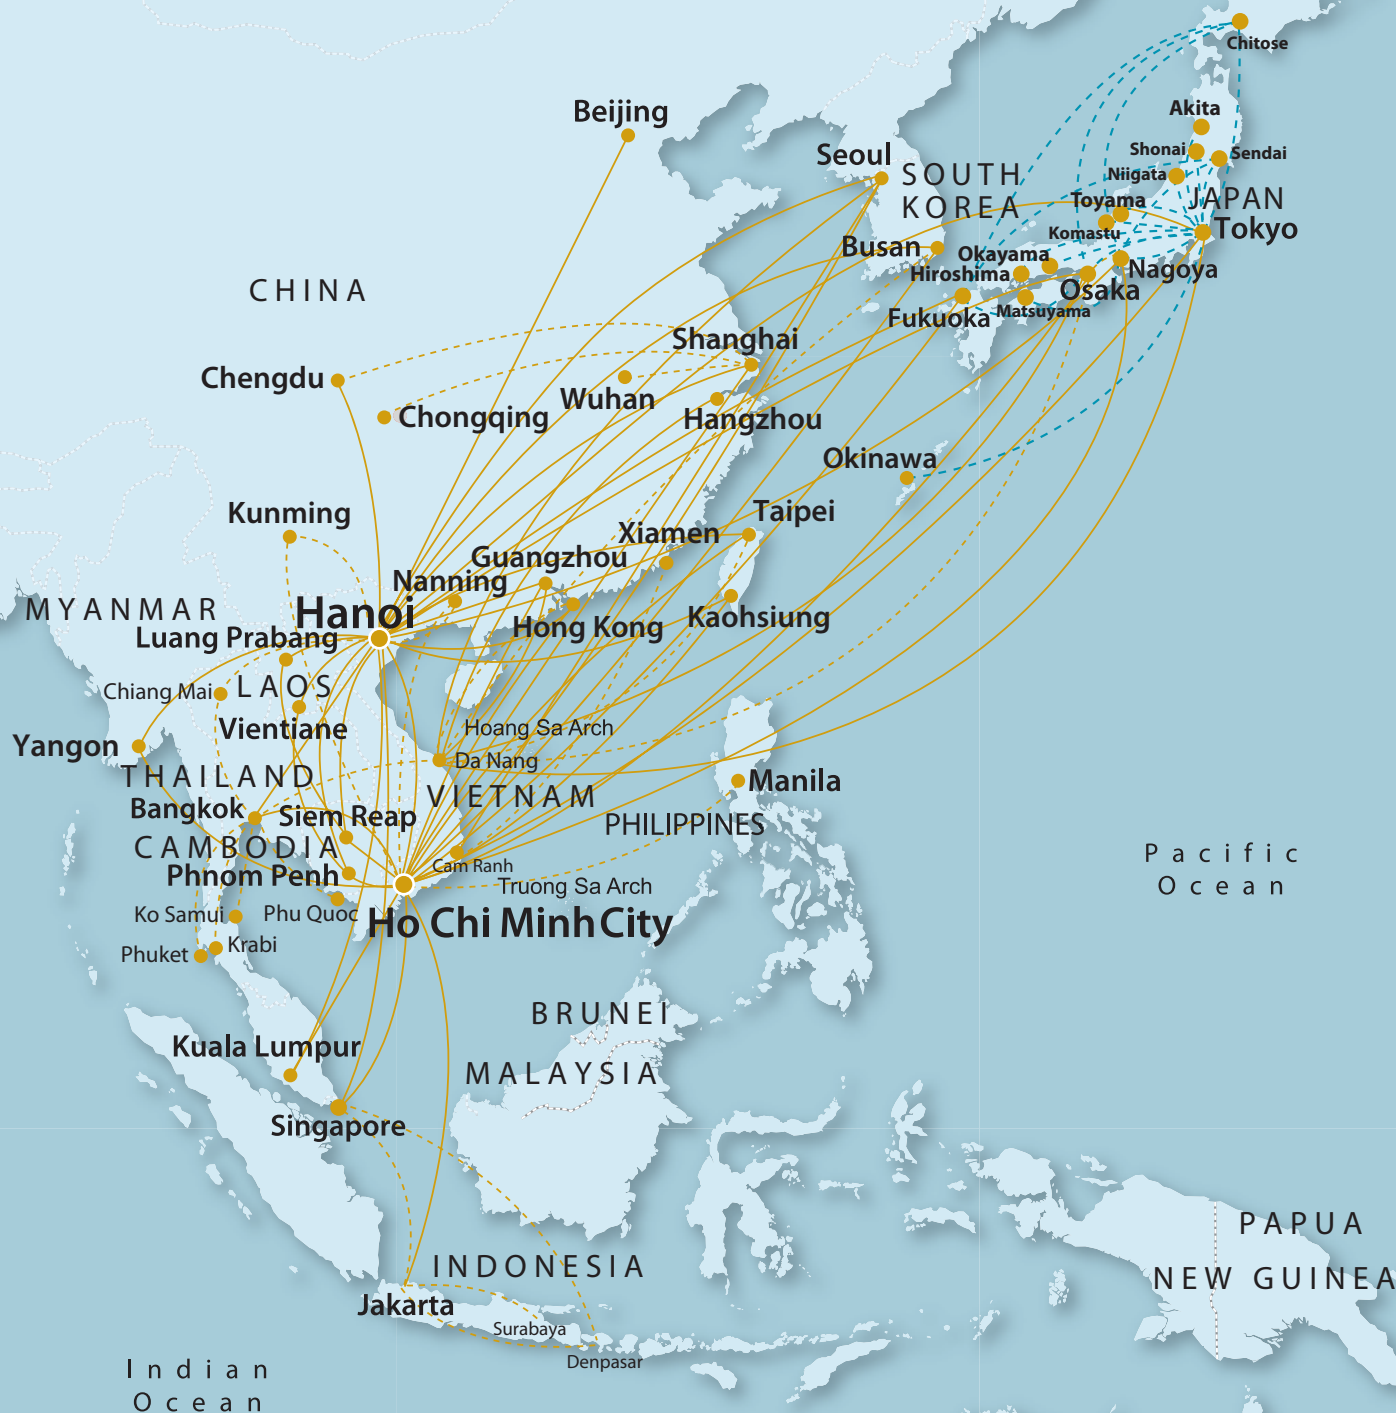 Chitose
Beijing
Akita
Seoul
Shonai
Sendai
SOUTH
KOREA
Niigata
JAPAN
Toyama
Komastu
Tokyo
Busan
Okayama
Hiroshima
Nagoya
Osaka
CHINA
Fukuoka
Matsuyama
Shanghai
Chengdu
Wuhan
Chongqing
Hangzhou
Okinawa
Kunming
Taipei
Xiamen
Guangzhou
Nanning
MYANMAR
Hanoi
Luang Prabang
Hong Kong
Kaohsiung
Chiang Mai
LAOS
Vientiane
Hoang Sa Arch
Yangon
Da Nang
THAILAND
VIETNAM
Manila
Bangkok
Siem Reap
PHILIPPINES
CAMBODIA
Phnom Penh
Cam Ranh
Truong Sa Arch
Pacific
Ocean
Ko Samui
Phu Quoc
Ho Chi Minh City
Phuket
Krabi
BRUNEI
Kuala Lumpur
MALAYSIA
Singapore
PAPUA
NEW GUINEA
INDONESIA
Jakarta
Surabaya
Denpasar
Indian
Ocean